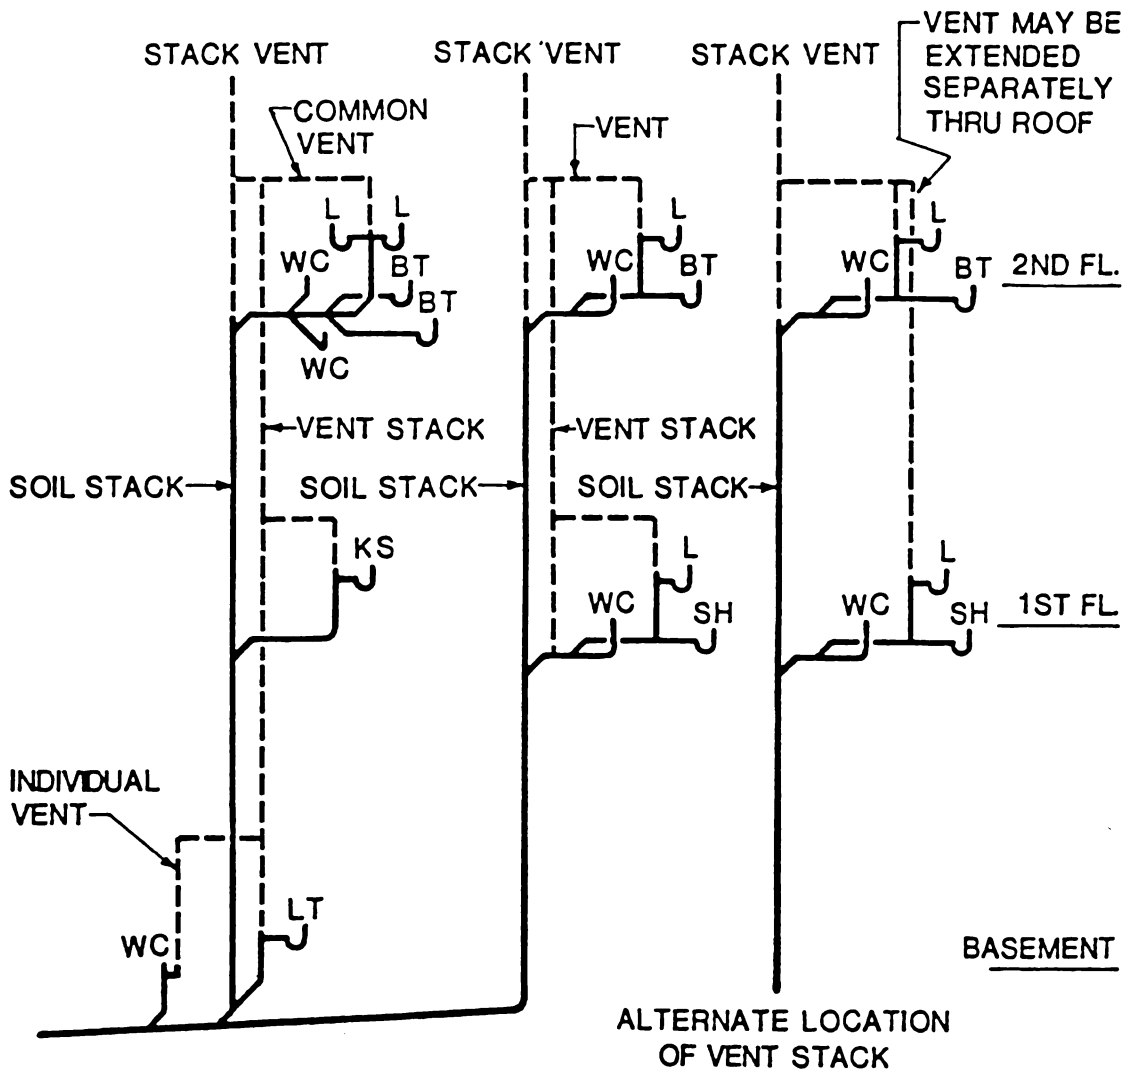 STACK VENT
STACK VENT
STACK VENT
VENT MAY BE
EXTENDED
SEPARATELY
THRU ROOF
COMMON
VENT
VENT
L
L
WC
BT
BT
WC
L
WC
BT
L
WC
BT
2ND FL.
VENT STACK
VENT STACK
SOIL STACK
SOIL STACK
SOIL STACK
KS
L
WC
SH
L
WC
SH
1ST FL
INDIVIDUAL
VENT
WC
LT
BASEMENT
ALTERNATE LOCATION
OF VENT STACK